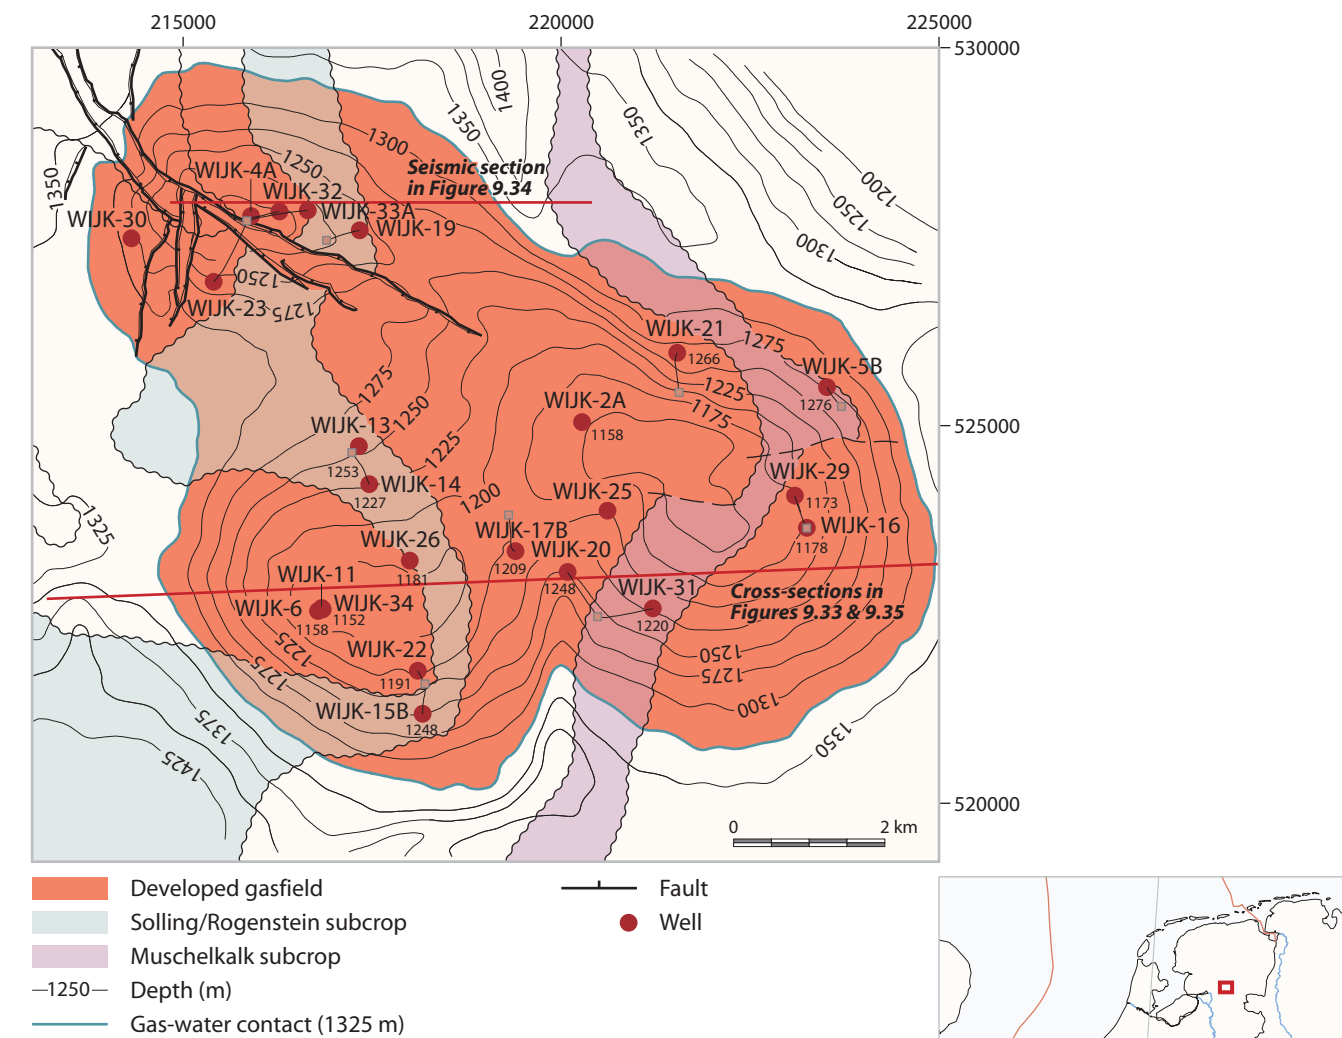 215000
220000
225000
530000
1400
1350
1350
1300
1250
Seismic section
in Figure 9.34
WIJK-4A
WIJK-32
1350
1200
1250
1300
WIJK-30
WIJK-33A
WIJK-19
1250
1275
WIJK-23
WIJK-21
1266
1275
WIJK-5B
1276
1275
1250
1225
1225
1175
WIJK-2A
1158
WIJK-13
1253
525000
WIJK-14
1227
1200
WIJK-25
WIJK-29
1173
1325
WIJK-17B
1209
WIJK-16
1178
WIJK-26
1181
WIJK-20
1248
WIJK-11
WIJK-31
1220
Cross-sections in
Figures 9.33 & 9.35
WIJK-6
WIJK-34
1152
1158
1225
WIJK-22
1191
1250
1275
1275
1300
WIJK-15B
1248
1375
1350
1425
520000
0
2 km
Developed gasfield
Solling/Rogenstein subcrop
Muschelkalk subcrop
1250
Depth (m)
Gas-water contact (1325 m)
Fault
Well